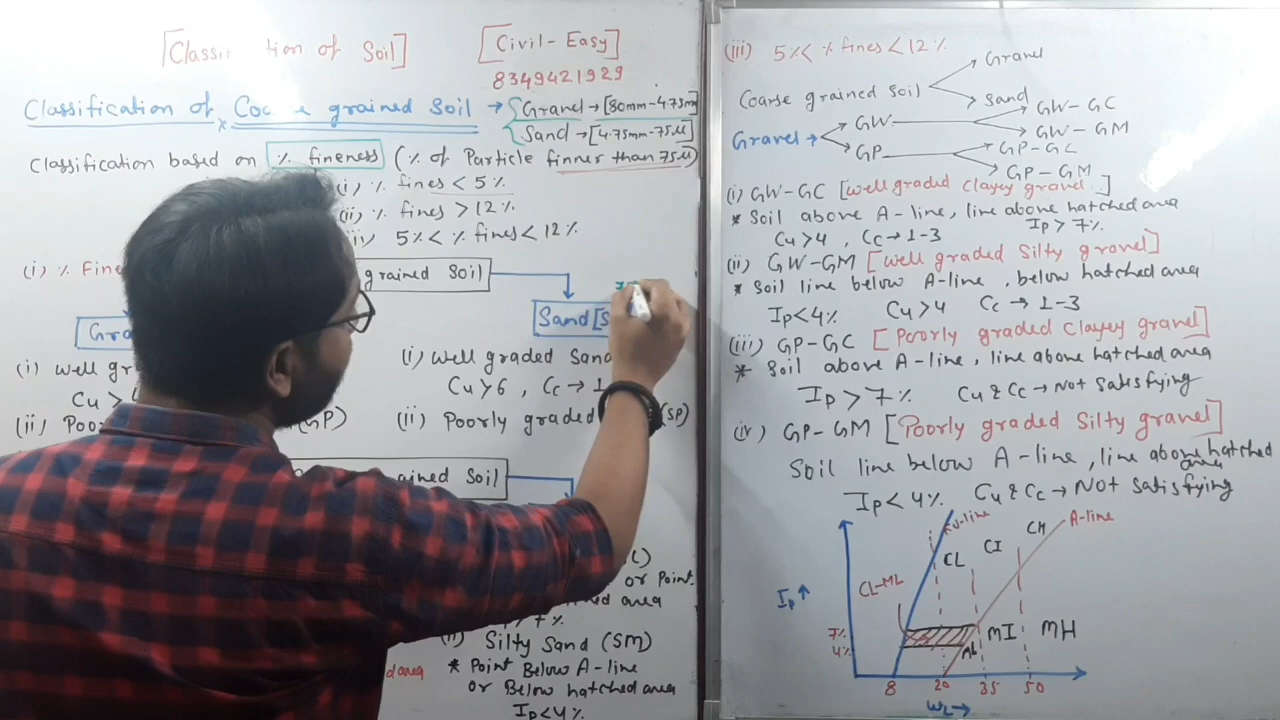 [Classi tion of Soil] [Civil-Easy]
8349421929
Classification of Coa e grained Soil → Gravel → [80mm-4.75m
Sand → [4.75mm-75μ]
Classification based on % fineness (% of Particle finner than 75μ)
(i) % fines < 5%
(ii) % fines > 12%
5% < % fines < 12%
(i) % Fine grained Soil
Gra Sand [S
(i) well gr (i) well graded Sand
Cu > Cu > 6 , Cc → 1
(ii) Poo (GP) (ii) Poorly graded (SP)
grained Soil
or Point
area
7%
(ii) Silty Sand (SM)
* Point Below A-line
or Below hatched area
area
Ip < 4%
(iii) 5% < % fines < 12%
Coarse grained Soil Gravel
Sand
Gravel → GW GW-GC
GW-GM
GP GP-GC
GP-GM
(i) GW-GC [well graded Clayey gravel]
* Soil above A-line, line above hatched area
Cu > 4 , Cc → 1-3 Ip > 7%
(ii) GW-GM [well graded Silty gravel]
* Soil line below A-line , below hatched area
Ip < 4% Cu > 4 Cc → 1-3
(iii) GP-GC [Poorly graded Clayey gravel]
* Soil above A-line, line above hatched area
Ip > 7% Cu & Cc → Not Satisfying
(iv) GP-GM [Poorly graded Silty gravel]
Soil line below A-line, line above hatched
area
Ip < 4% Cu & Cc → Not Satisfying
U-line A-line
CL CI CH
CL-ML
Ip ↑
7%
4%
ML MI MH
8 20 35 50
WL →